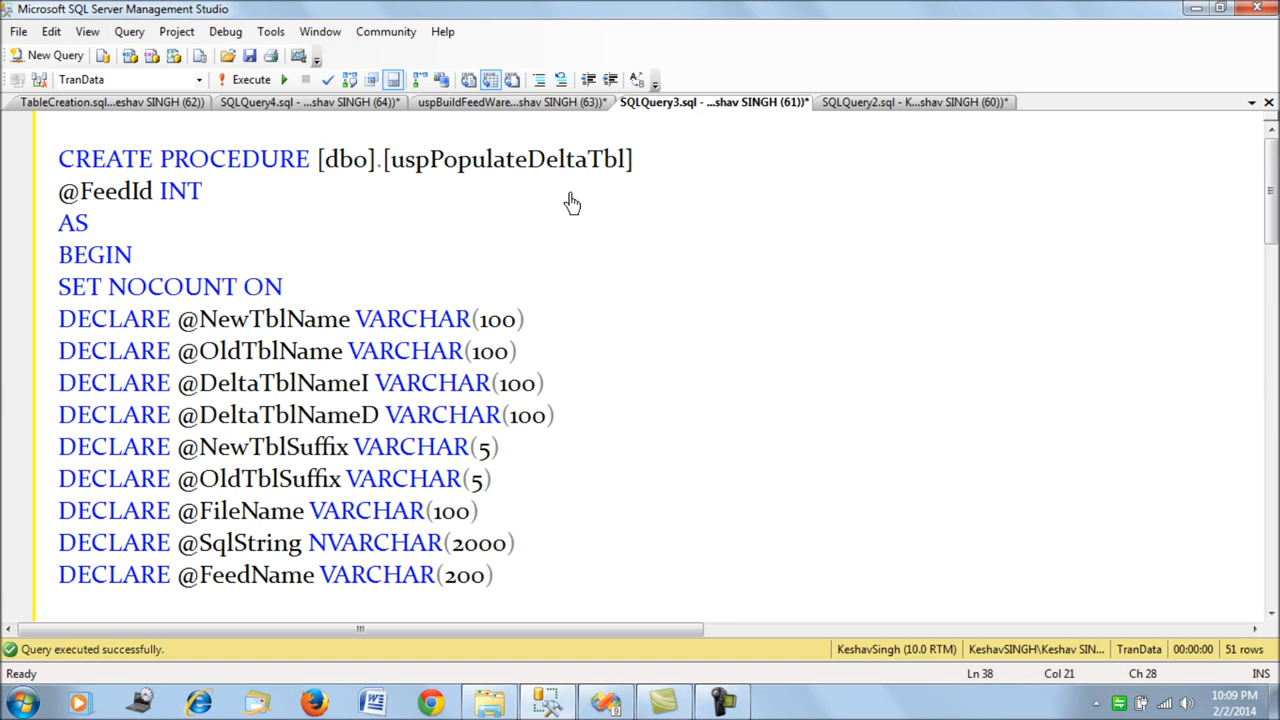 Microsoft SQL Server Management Studio
File Edit View Query Project Debug Tools Window Community Help
New Query
TranData Execute
TableCreation.sql...eshav SINGH (62)) SQLQuery4.sql - ...shav SINGH (64))* uspBuildFeedWare...shav SINGH (63))* SQLQuery3.sql - ...shav SINGH (61))* SQLQuery2.sql - K...shav SINGH (60))*
CREATE PROCEDURE [dbo].[uspPopulateDeltaTbl]
@FeedId INT
AS
BEGIN
SET NOCOUNT ON
DECLARE @NewTblName VARCHAR(100)
DECLARE @OldTblName VARCHAR(100)
DECLARE @DeltaTblNameI VARCHAR(100)
DECLARE @DeltaTblNameD VARCHAR(100)
DECLARE @NewTblSuffix VARCHAR(5)
DECLARE @OldTblSuffix VARCHAR(5)
DECLARE @FileName VARCHAR(100)
DECLARE @SqlString NVARCHAR(2000)
DECLARE @FeedName VARCHAR(200)
Query executed successfully. KeshavSingh (10.0 RTM) KeshavSINGH\Keshav SIN... TranData 00:00:00 51 rows
Ready Ln 38 Col 21 Ch 28 INS
10:09 PM
2/2/2014